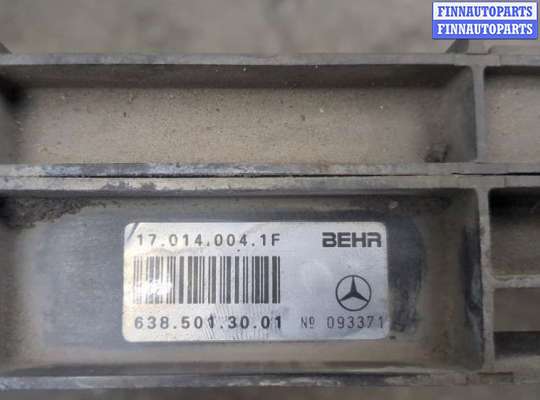 FINNAUTOPARTS
FINNAUTOPARTS
17.014.004.1F BEHR
638.501.30.01 № 093371